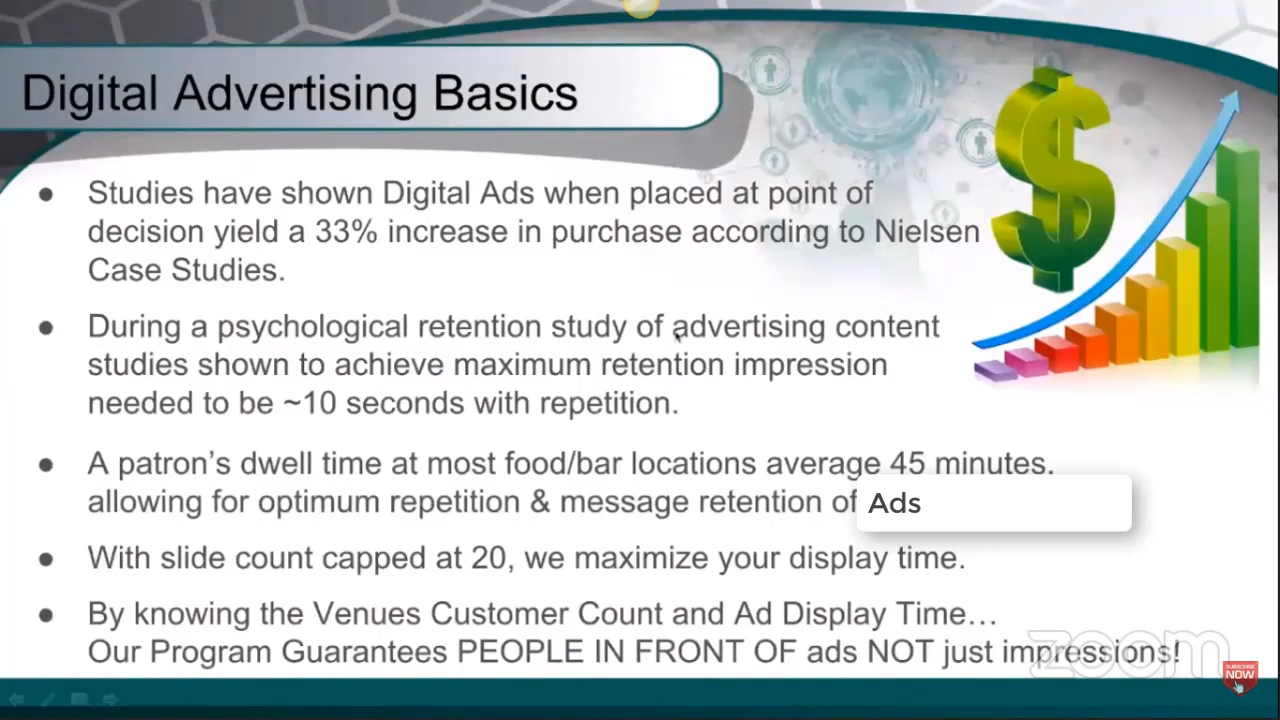 Digital Advertising Basics
● Studies have shown Digital Ads when placed at point of
decision yield a 33% increase in purchase according to Nielsen
Case Studies.
● During a psychological retention study of advertising content
studies shown to achieve maximum retention impression
needed to be ~10 seconds with repetition.
● A patron’s dwell time at most food/bar locations average 45 minutes.
allowing for optimum repetition & message retention of Ads
● With slide count capped at 20, we maximize your display time.
● By knowing the Venues Customer Count and Ad Display Time…
Our Program Guarantees PEOPLE IN FRONT OF ads NOT just impressions!
zoom
SUBSCRIBE
NOW